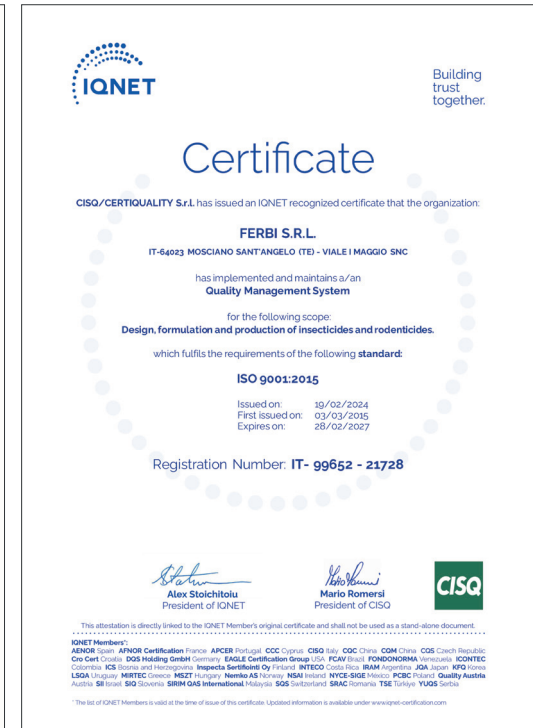 IQNET
Building
trust
together.
Certificate
CISQ/CERTIQUALITY S.r.l. has issued an IQNET recognized certificate that the organization:
FERBI S.R.L.
IT-64023 MOSCIANO SANT'ANGELO (TE) - VIALE I MAGGIO SNC
has implemented and maintains a/an
Quality Management System
for the following scope:
Design, formulation and production of insecticides and rodenticides.
which fulfils the requirements of the following standard:
ISO 9001:2015
Issued on: 19/02/2024
First issued on: 03/03/2015
Expires on: 28/02/2027
Registration Number: IT- 99652 - 21728
Alex Stoichitoiu
President of IQNET
Mario Romersi
President of CISQ
CISQ
This attestation is directly linked to the IQNET Member's original certificate and shall not be used as a stand-alone document.
IQNET Members*:
AENOR Spain AFNOR Certification France APCER Portugal CCC Cyprus CISQ Italy CQC China CQM China CQS Czech Republic
Cro Cert Croatia DQS Holding GmbH Germany EAGLE Certification Group USA FCAV Brazil FONDONORMA Venezuela ICONTEC
Colombia ICS Bosnia and Herzegovina Inspecta Sertifiointi Oy Finland INTECO Costa Rica IRAM Argentina JQA Japan KFQ Korea
LSQA Uruguay MIRTEC Greece MSZT Hungary Nemko AS Norway NSAI Ireland NYCE-SIGE México PCBC Poland Quality Austria
Austria SII Israel SIQ Slovenia SIRIM QAS International Malaysia SQS Switzerland SRAC Romania TSE Türkiye YUQS Serbia
* The list of IQNET Members is valid at the time of issue of this certificate. Updated information is available under www.iqnet-certification.com